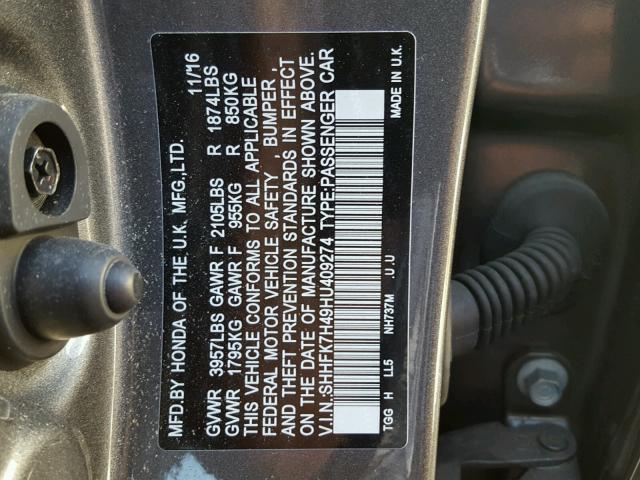 MFD.BY HONDA OF THE U.K. MFG.,LTD. 11/16
GVWR 3957LBS GAWR F 2105LBS R 1874LBS
GVWR 1795KG GAWR F 955KG R 850KG
THIS VEHICLE CONFORMS TO ALL APPLICABLE
FEDERAL MOTOR VEHICLE SAFETY , BUMPER ,
AND THEFT PREVENTION STANDARDS IN EFFECT
ON THE DATE OF MANUFACTURE SHOWN ABOVE.
V.I.N.:SHHFK7H49HU409274 TYPE:PASSENGER CAR
TGG H LL5 NH737M .U.U MADE IN U.K.